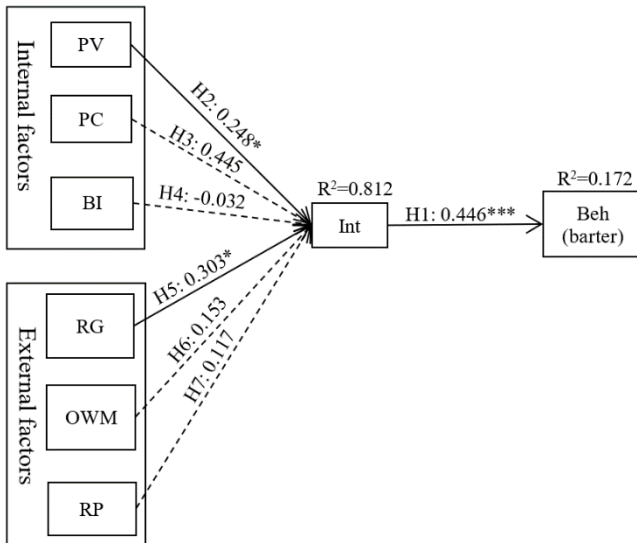 Internal factors
PV
PC
BI
H2: 0.248*
H3: 0.445
H4: -0.032
R²=0.812
Int
H1: 0.446***
R²=0.172
Beh
(barter)
External factors
RG
OWM
RP
H5: 0.303*
H6: 0.153
H7: 0.117